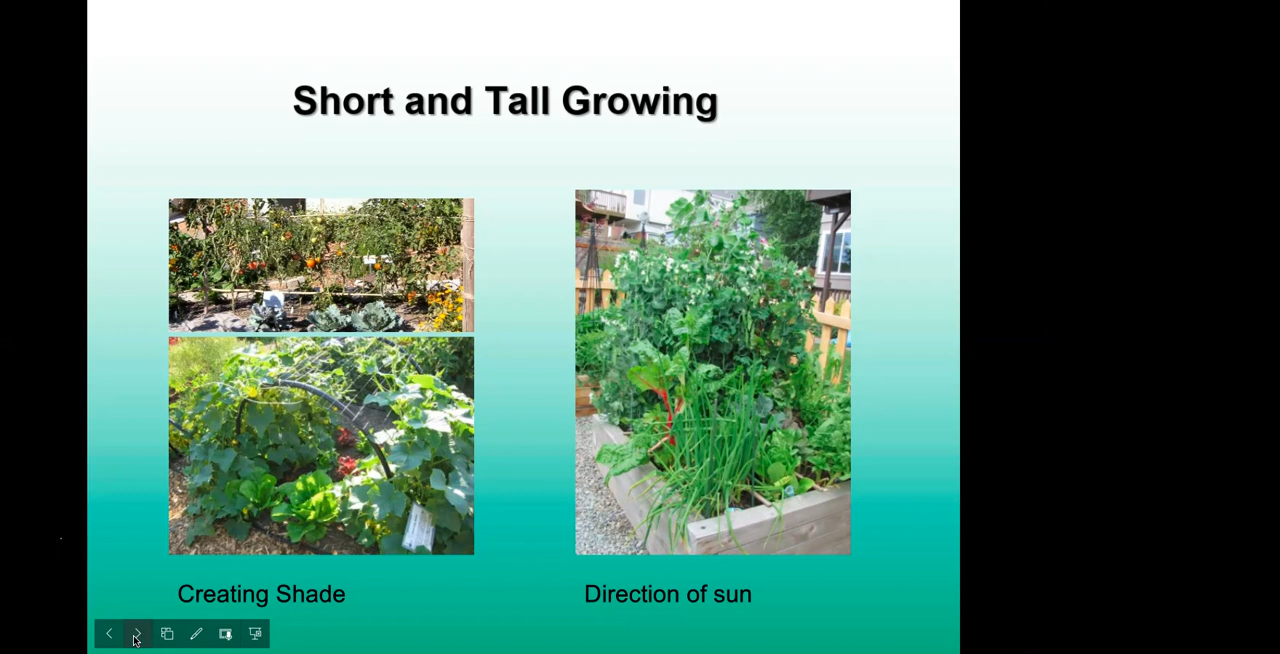 Short and Tall Growing
Creating Shade
Direction of sun